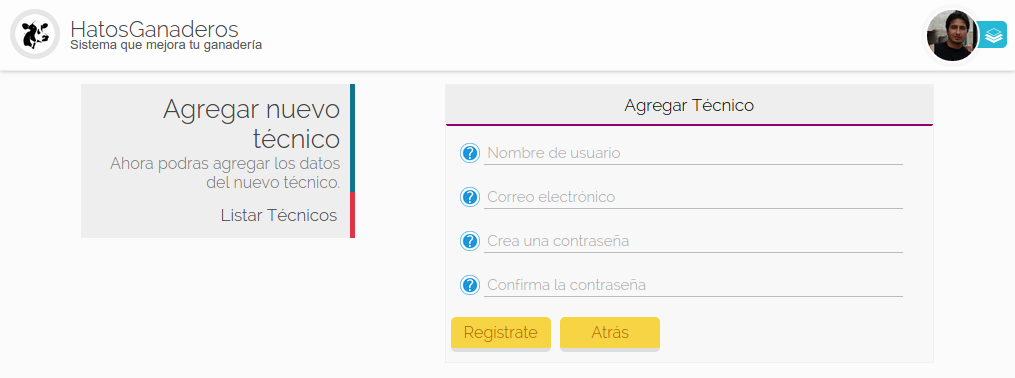 HatosGanaderos
Sistema que mejora tu ganadería
Agregar nuevo
técnico
Ahora podras agregar los datos
del nuevo técnico.
Listar Técnicos
Agregar Técnico
? Nombre de usuario
? Correo electrónico
? Crea una contraseña
? Confirma la contraseña
Registrate Atrás